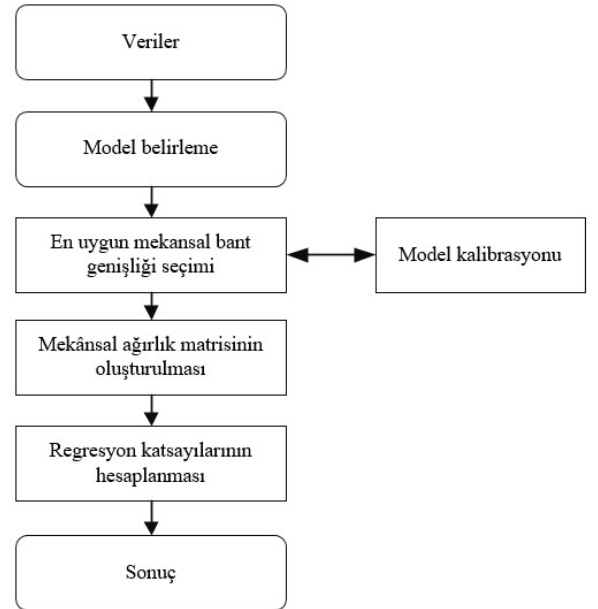 Veriler
Model belirleme
En uygun mekansal bant
genişliği seçimi
Model kalibrasyonu
Mekânsal ağırlık matrisinin
oluşturulması
Regresyon katsayılarının
hesaplanması
Sonuç